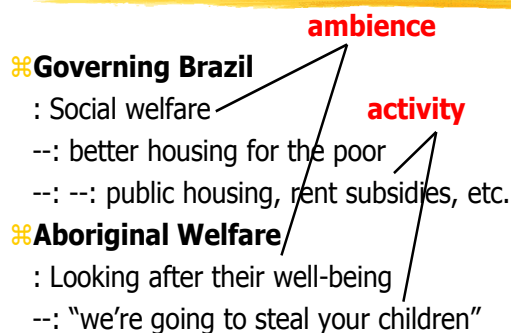 ambience
⌘Governing Brazil
: Social welfare
activity
--: better housing for the poor
--: --: public housing, rent subsidies, etc.
⌘Aboriginal Welfare
: Looking after their well-being
--: “we’re going to steal your children”